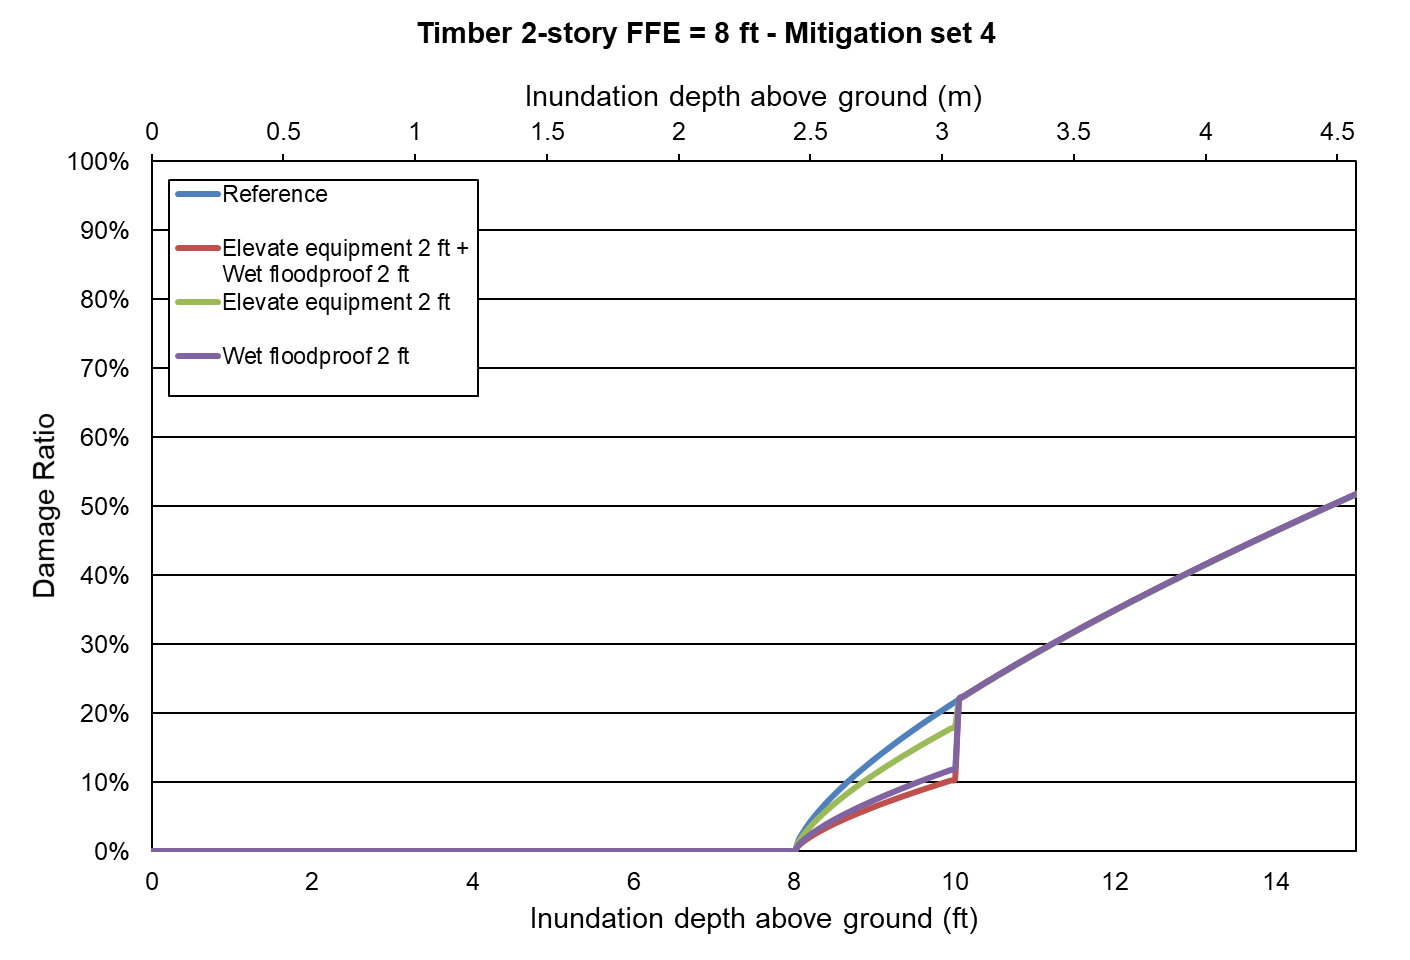 Timber 2-story FFE = 8 ft - Mitigation set 4
Inundation depth above ground (m)
0 0.5 1 1.5 2 2.5 3 3.5 4 4.5
100%
90%
80%
70%
60%
50%
40%
30%
20%
10%
0%
Damage Ratio
Reference
Elevate equipment 2 ft +
Wet floodproof 2 ft
Elevate equipment 2 ft
Wet floodproof 2 ft
0 2 4 6 8 10 12 14
Inundation depth above ground (ft)